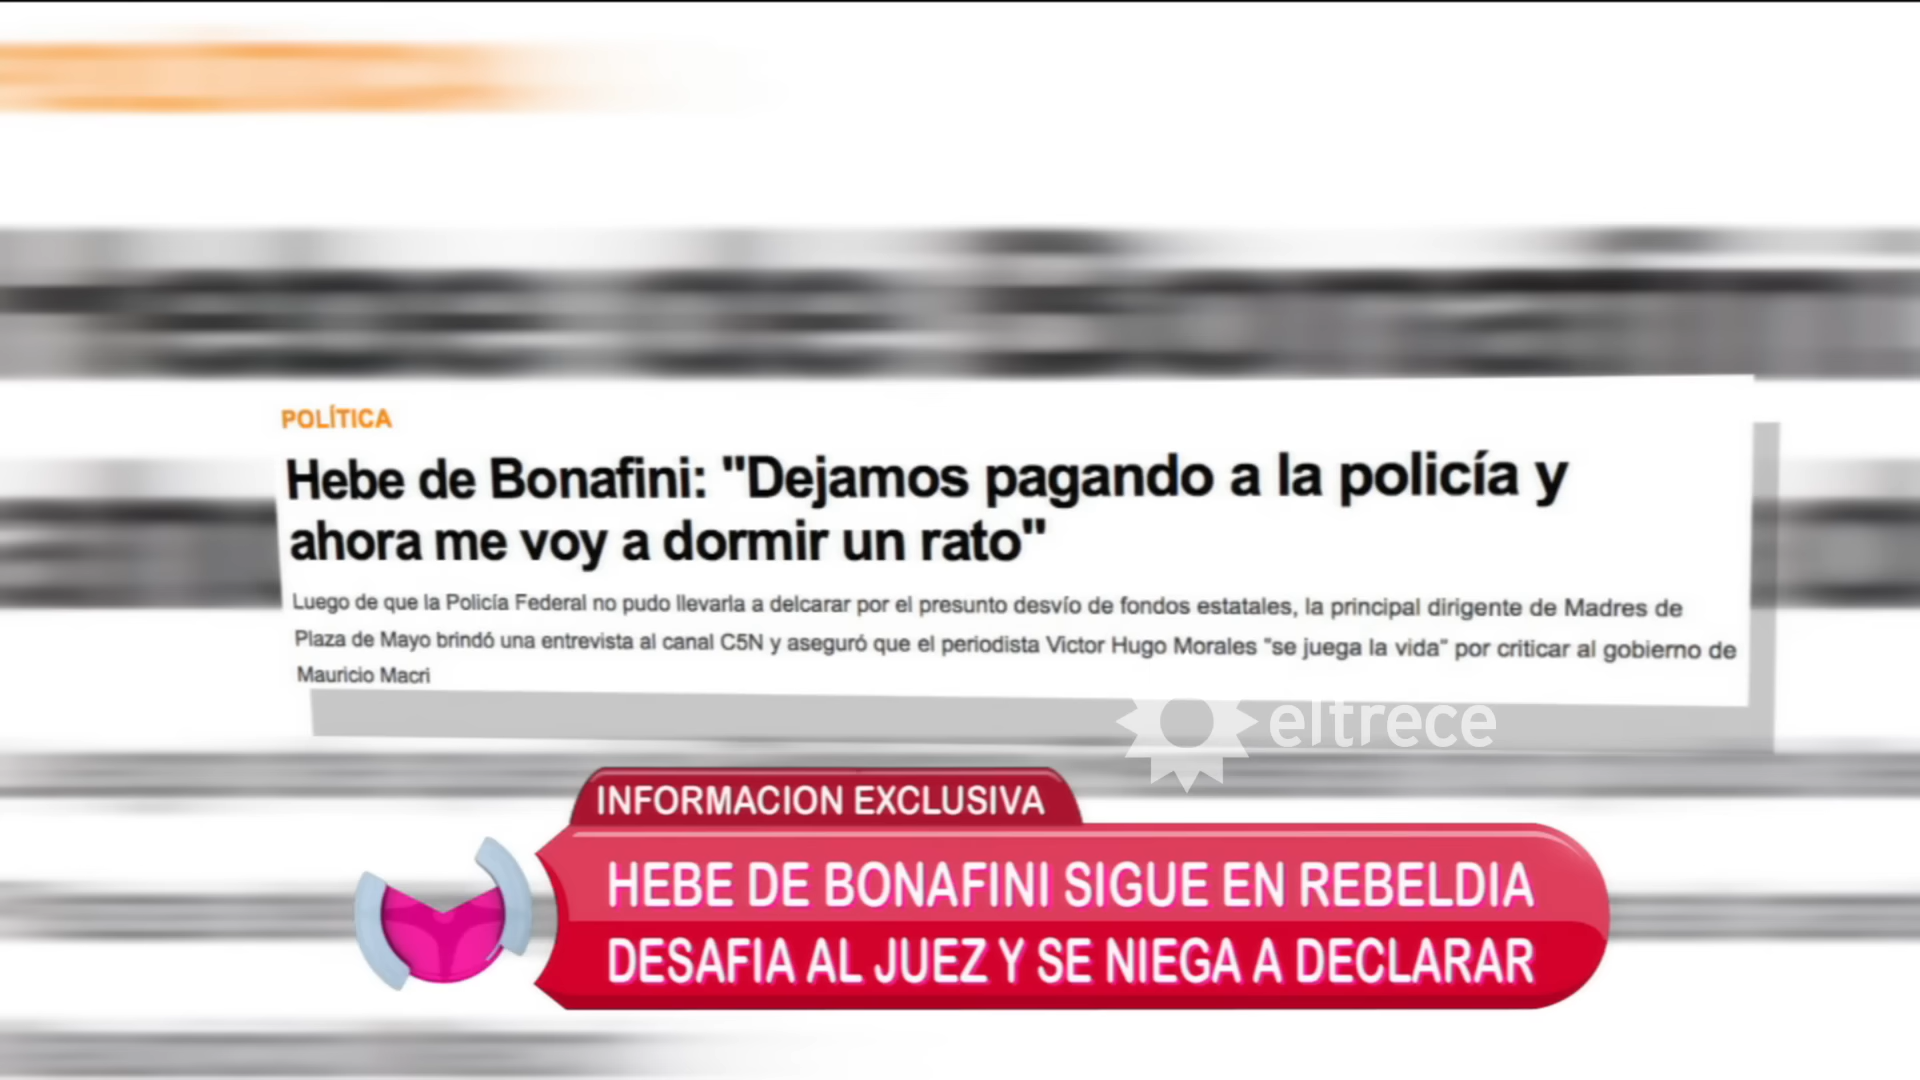 POLÍTICA
Hebe de Bonafini: "Dejamos pagando a la policía y
ahora me voy a dormir un rato"
Luego de que la Policía Federal no pudo llevarla a delcarar por el presunto desvío de fondos estatales, la principal dirigente de Madres de
Plaza de Mayo brindó una entrevista al canal C5N y aseguró que el periodista Victor Hugo Morales "se juega la vida" por criticar al gobierno de
Mauricio Macri
eltrece
INFORMACION EXCLUSIVA
HEBE DE BONAFINI SIGUE EN REBELDIA
DESAFIA AL JUEZ Y SE NIEGA A DECLARAR